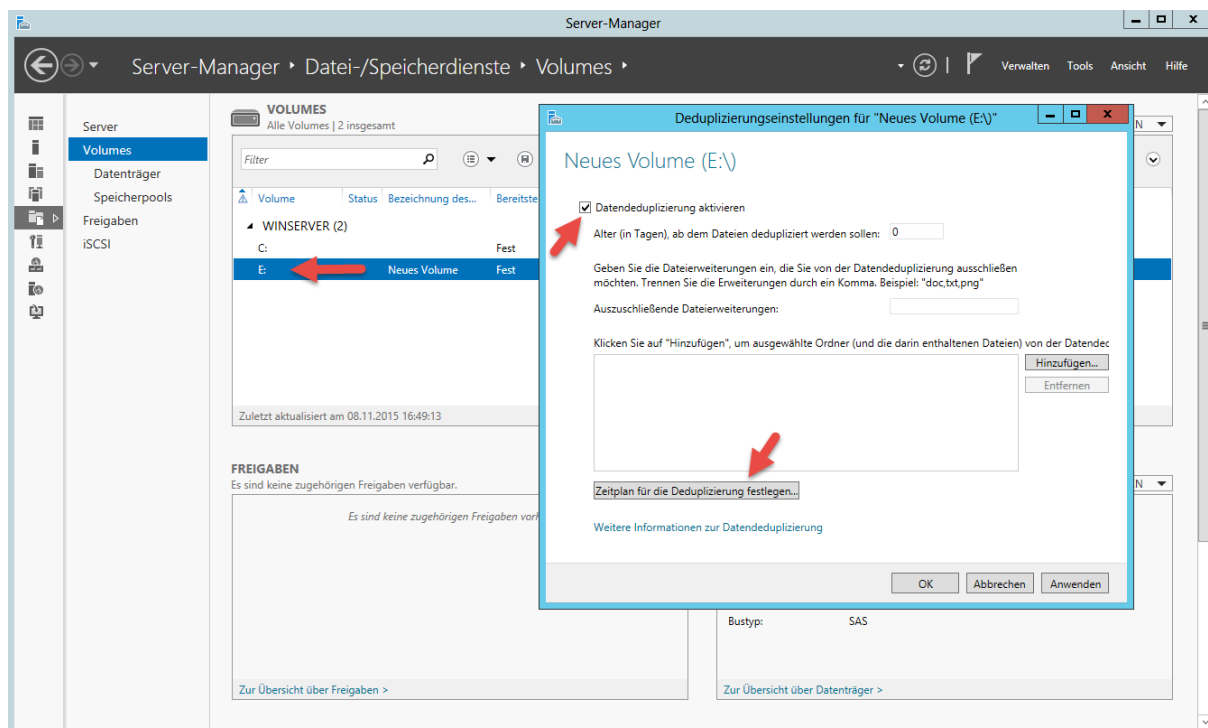 Server-Manager
Server-Manager ‣ Datei-/Speicherdienste ‣ Volumes ‣
Verwalten Tools Ansicht Hilfe
Server
Volumes
Datenträger
Speicherpools
Freigaben
iSCSI
VOLUMES
Alle Volumes | 2 insgesamt
Filter
Volume Status Bezeichnung des... Bereitste
WINSERVER (2)
C: Fest
E: Neues Volume Fest
Zuletzt aktualisiert am 08.11.2015 16:49:13
FREIGABEN
Es sind keine zugehörigen Freigaben verfügbar.
Es sind keine zugehörigen Freigaben vorh
Zur Übersicht über Freigaben >
Deduplizierungseinstellungen für "Neues Volume (E:\)"
Neues Volume (E:\)
Datendeduplizierung aktivieren
Alter (in Tagen), ab dem Dateien dedupliziert werden sollen: 0
Geben Sie die Dateierweiterungen ein, die Sie von der Datendeduplizierung ausschließen
möchten. Trennen Sie die Erweiterungen durch ein Komma. Beispiel: "doc,txt,png"
Auszuschließende Dateierweiterungen:
Klicken Sie auf "Hinzufügen", um ausgewählte Ordner (und die darin enthaltenen Dateien) von der Datendec
Hinzufügen...
Entfernen
Zeitplan für die Deduplizierung festlegen...
Weitere Informationen zur Datendeduplizierung
OK Abbrechen Anwenden
N
N
Bustyp: SAS
Zur Übersicht über Datenträger >